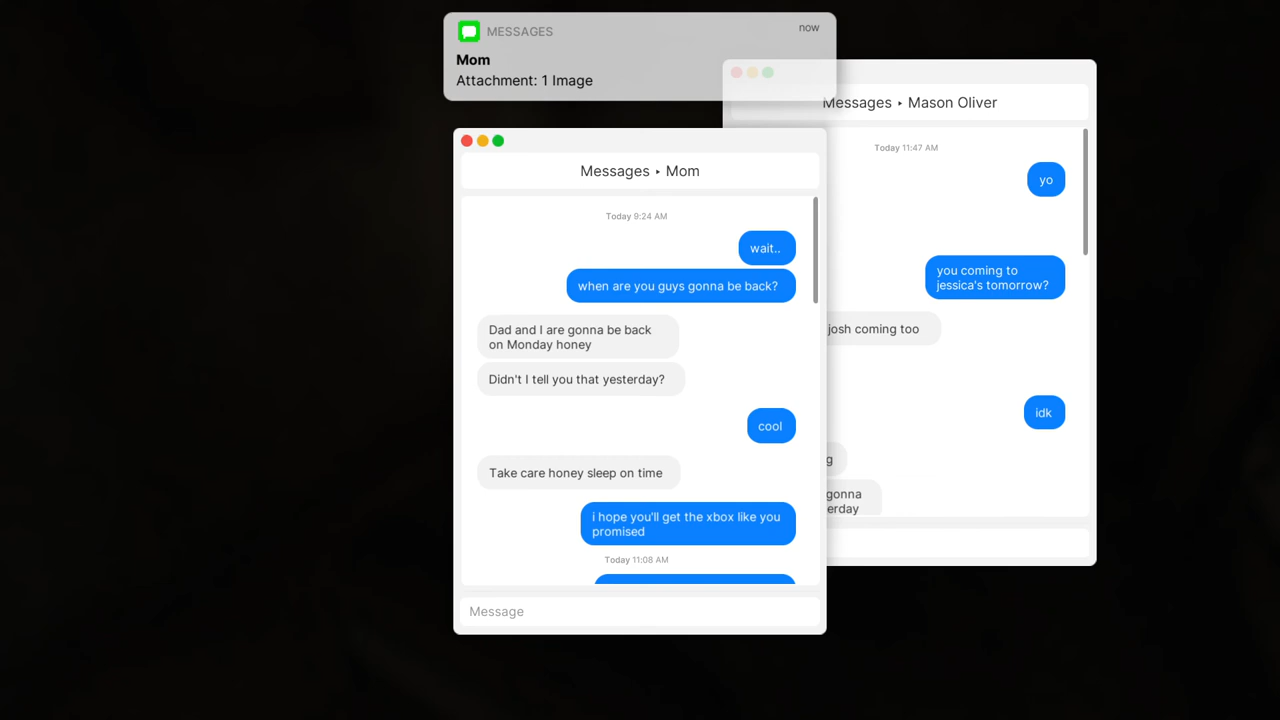 MESSAGES
now
Mom
Attachment: 1 Image
Messages ‣ Mom
Today 9:24 AM
wait..
when are you guys gonna be back?
Dad and I are gonna be back
on Monday honey
Didn't I tell you that yesterday?
cool
Take care honey sleep on time
i hope you'll get the xbox like you
promised
Today 11:08 AM
Message
Messages ‣ Mason Oliver
Today 11:47 AM
yo
you coming to
jessica's tomorrow?
josh coming too
idk
g
gonna
erday